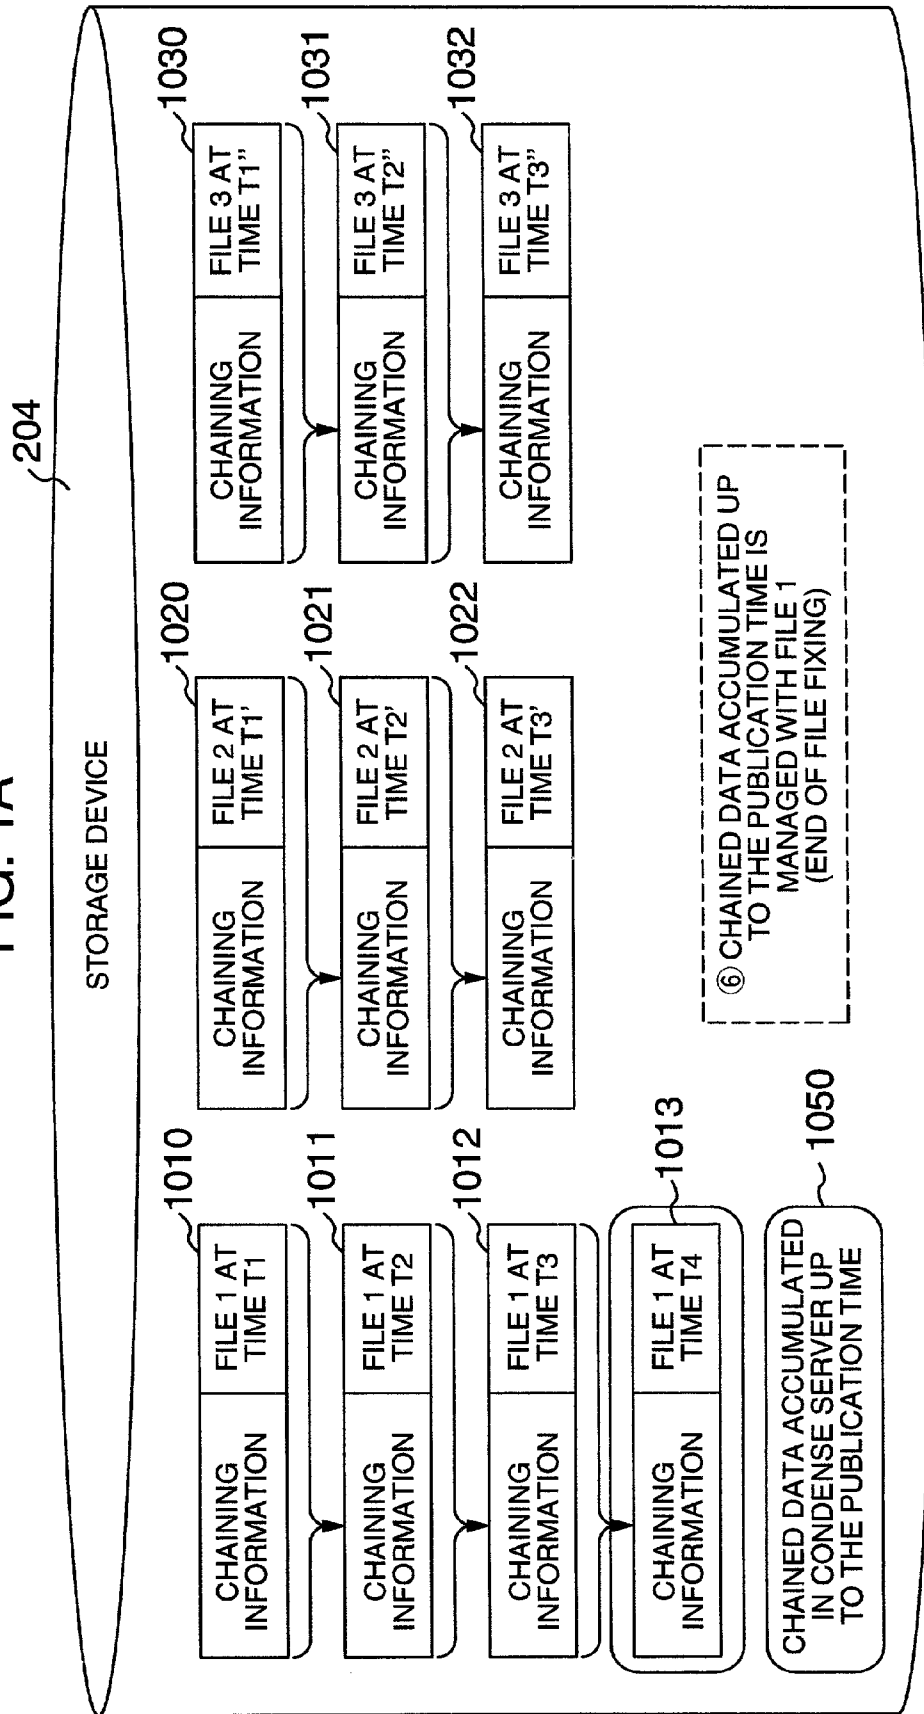 FIG. 1A
204
STORAGE DEVICE
1010
CHAINING
INFORMATION
FILE 1 AT
TIME T1
1011
CHAINING
INFORMATION
FILE 1 AT
TIME T2
1012
CHAINING
INFORMATION
FILE 1 AT
TIME T3
1013
CHAINING
INFORMATION
FILE 1 AT
TIME T4
1050
CHAINED DATA ACCUMULATED
IN CONDENSE SERVER UP
TO THE PUBLICATION TIME
1020
CHAINING
INFORMATION
FILE 2 AT
TIME T1'
1021
CHAINING
INFORMATION
FILE 2 AT
TIME T2'
1022
CHAINING
INFORMATION
FILE 2 AT
TIME T3'
1030
CHAINING
INFORMATION
FILE 3 AT
TIME T1"
1031
CHAINING
INFORMATION
FILE 3 AT
TIME T2"
1032
CHAINING
INFORMATION
FILE 3 AT
TIME T3"
⑥ CHAINED DATA ACCUMULATED UP
TO THE PUBLICATION TIME IS
MANAGED WITH FILE 1
(END OF FILE FIXING)